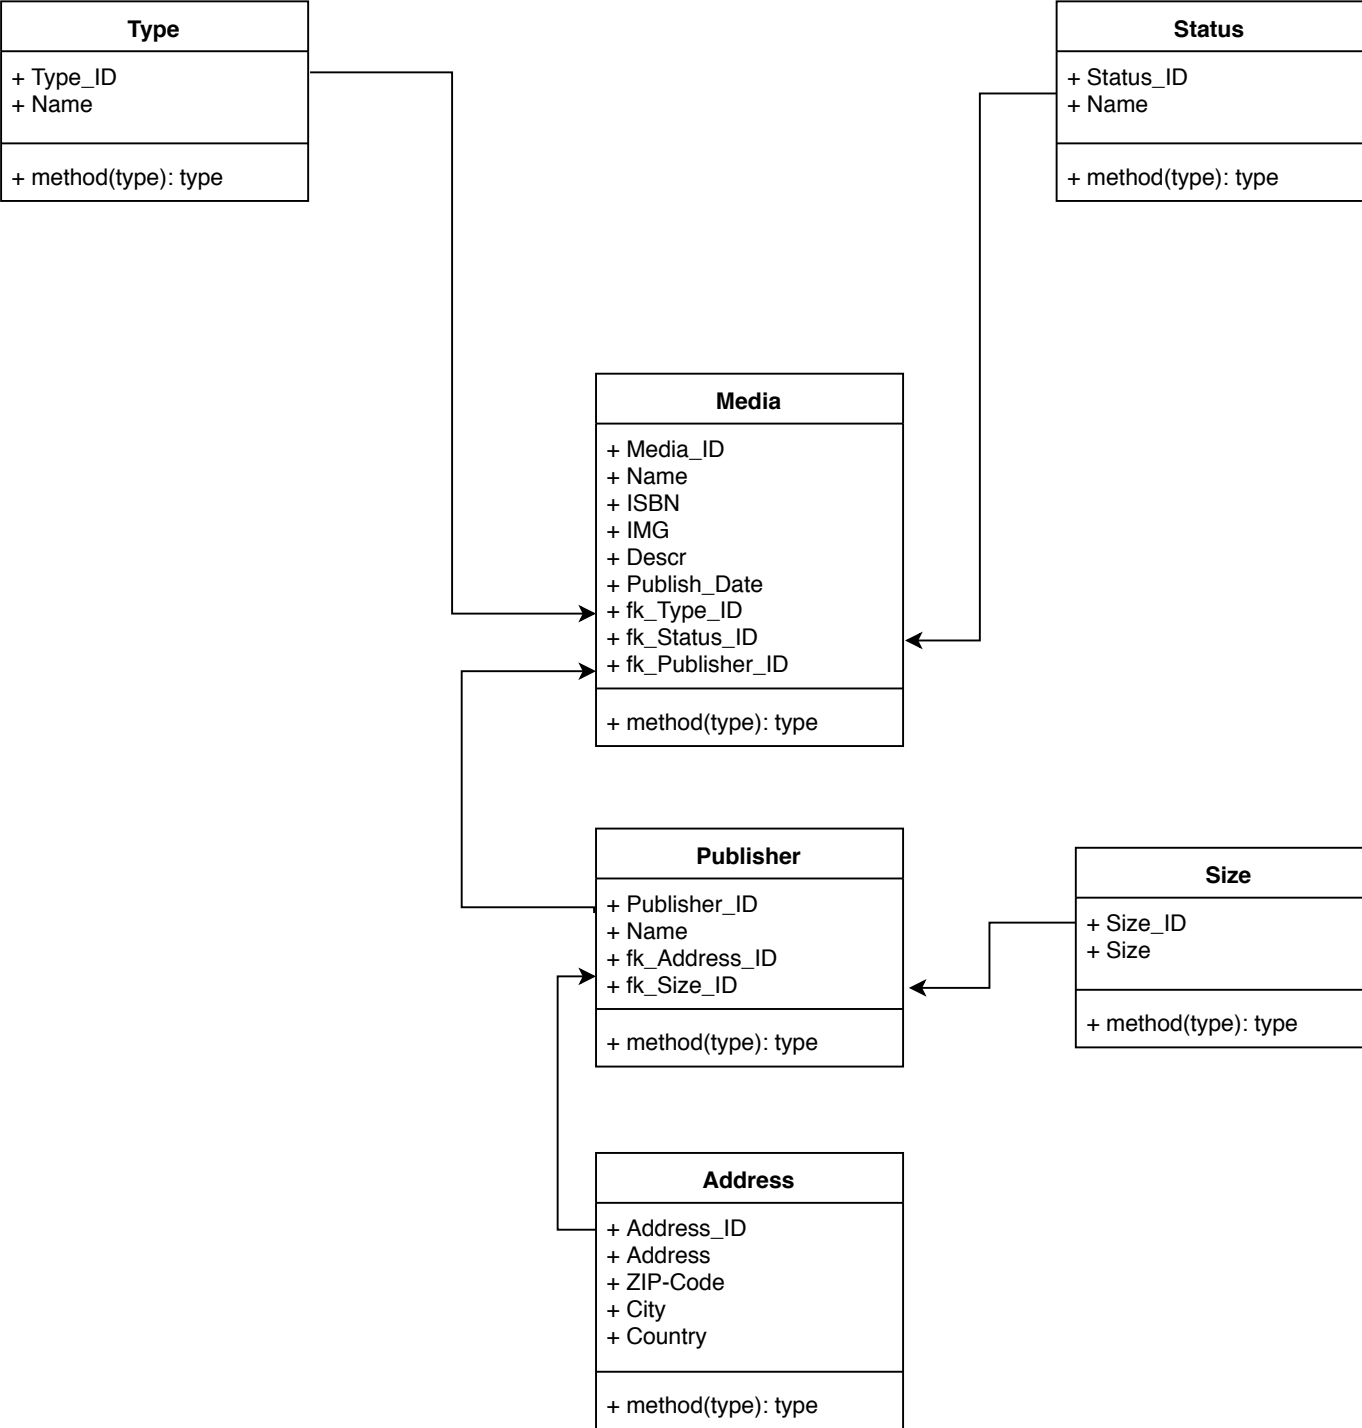 Type
+ Type_ID
+ Name
+ method(type): type
Status
+ Status_ID
+ Name
+ method(type): type
Media
+ Media_ID
+ Name
+ ISBN
+ IMG
+ Descr
+ Publish_Date
+ fk_Type_ID
+ fk_Status_ID
+ fk_Publisher_ID
+ method(type): type
Publisher
+ Publisher_ID
+ Name
+ fk_Address_ID
+ fk_Size_ID
+ method(type): type
Size
+ Size_ID
+ Size
+ method(type): type
Address
+ Address_ID
+ Address
+ ZIP-Code
+ City
+ Country
+ method(type): type